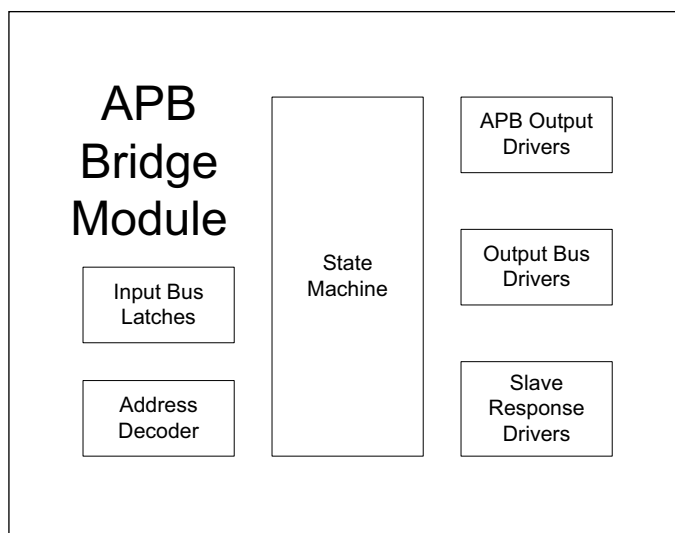 APB
Bridge
Module
Input Bus
Latches
Address
Decoder
State
Machine
APB Output
Drivers
Output Bus
Drivers
Slave
Response
Drivers